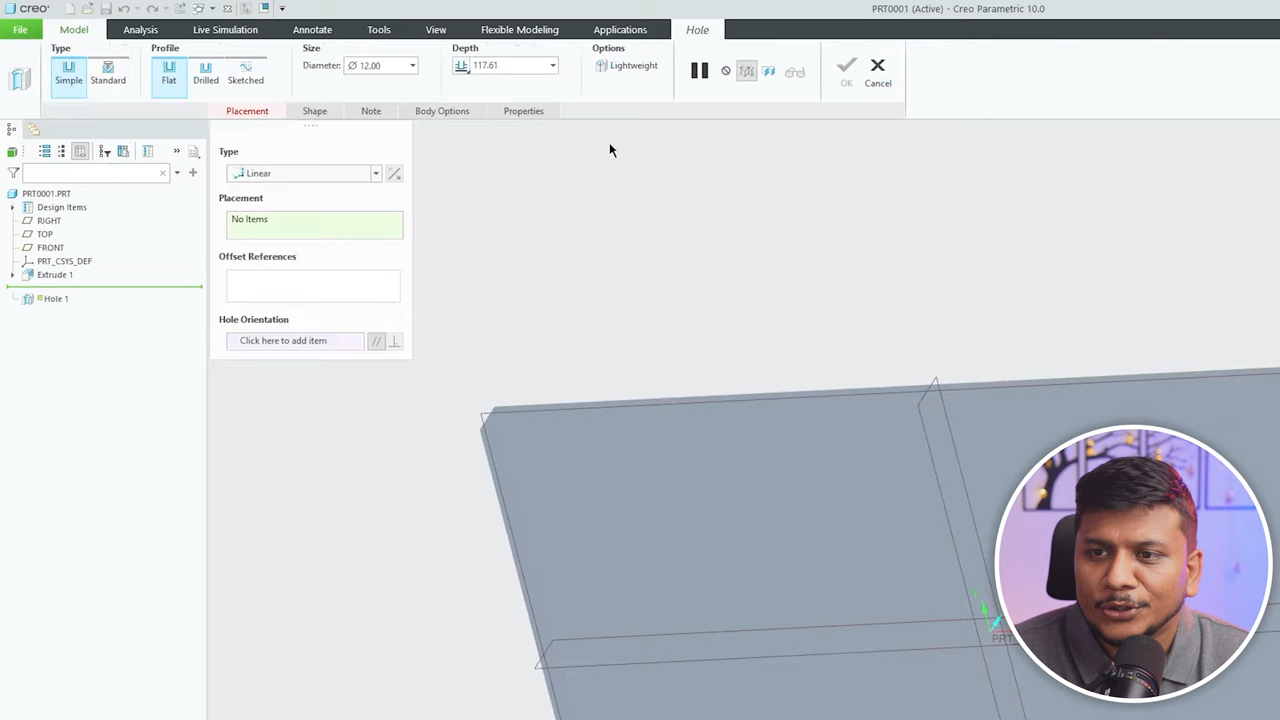 creo
PRT0001 (Active) - Creo Parametric 10.0
File
Model
Analysis
Live Simulation
Annotate
Tools
View
Flexible Modeling
Applications
Hole
Type
Profile
Size
Depth
Options
Diameter:
Ø 12.00
117.61
Lightweight
Simple
Standard
Flat
Drilled
Sketched
OK
Cancel
Placement
Shape
Note
Body Options
Properties
Type
Linear
Placement
No Items
Offset References
Hole Orientation
Click here to add item
PRT0001.PRT
Design Items
RIGHT
TOP
FRONT
PRT_CSYS_DEF
Extrude 1
Hole 1
PRT